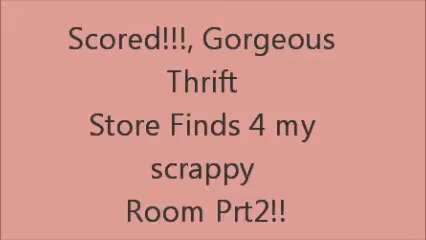 Scored!!!, Gorgeous
Thrift
Store Finds 4 my
scrappy
Room Prt2!!